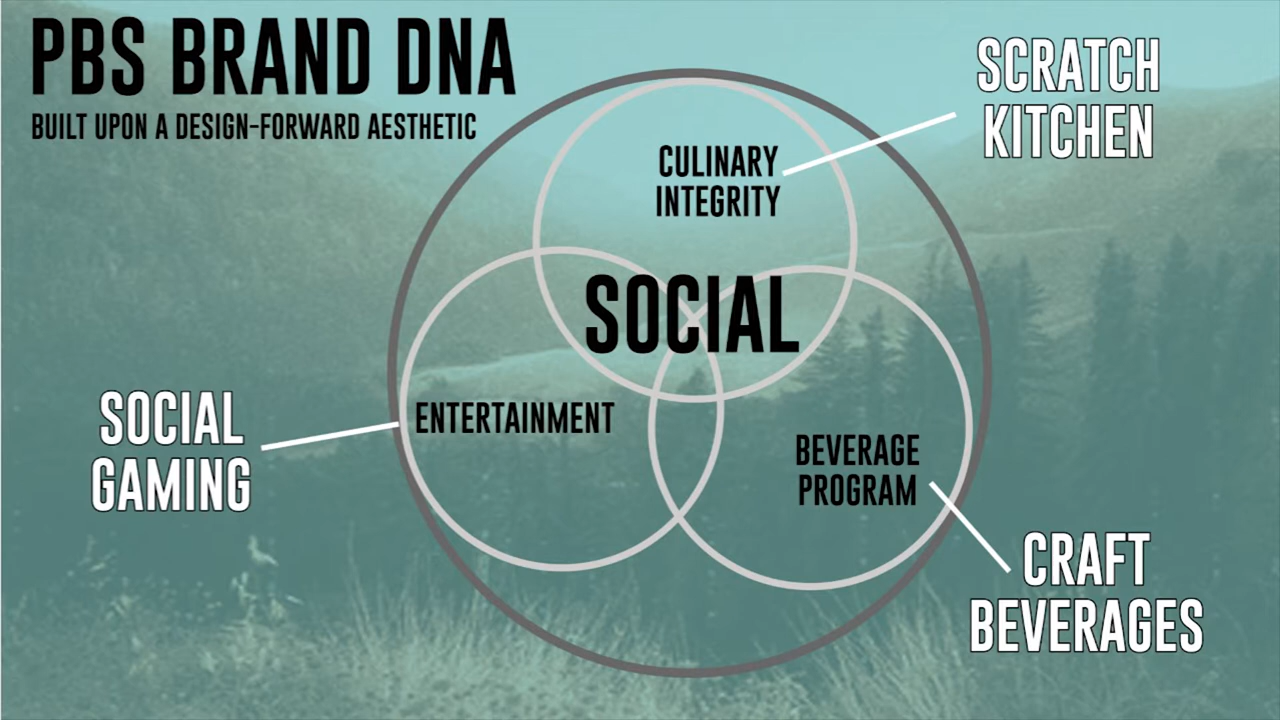 PBS BRAND DNA
BUILT UPON A DESIGN-FORWARD AESTHETIC
SCRATCH
KITCHEN
CULINARY
INTEGRITY
SOCIAL
SOCIAL
GAMING
ENTERTAINMENT
BEVERAGE
PROGRAM
CRAFT
BEVERAGES